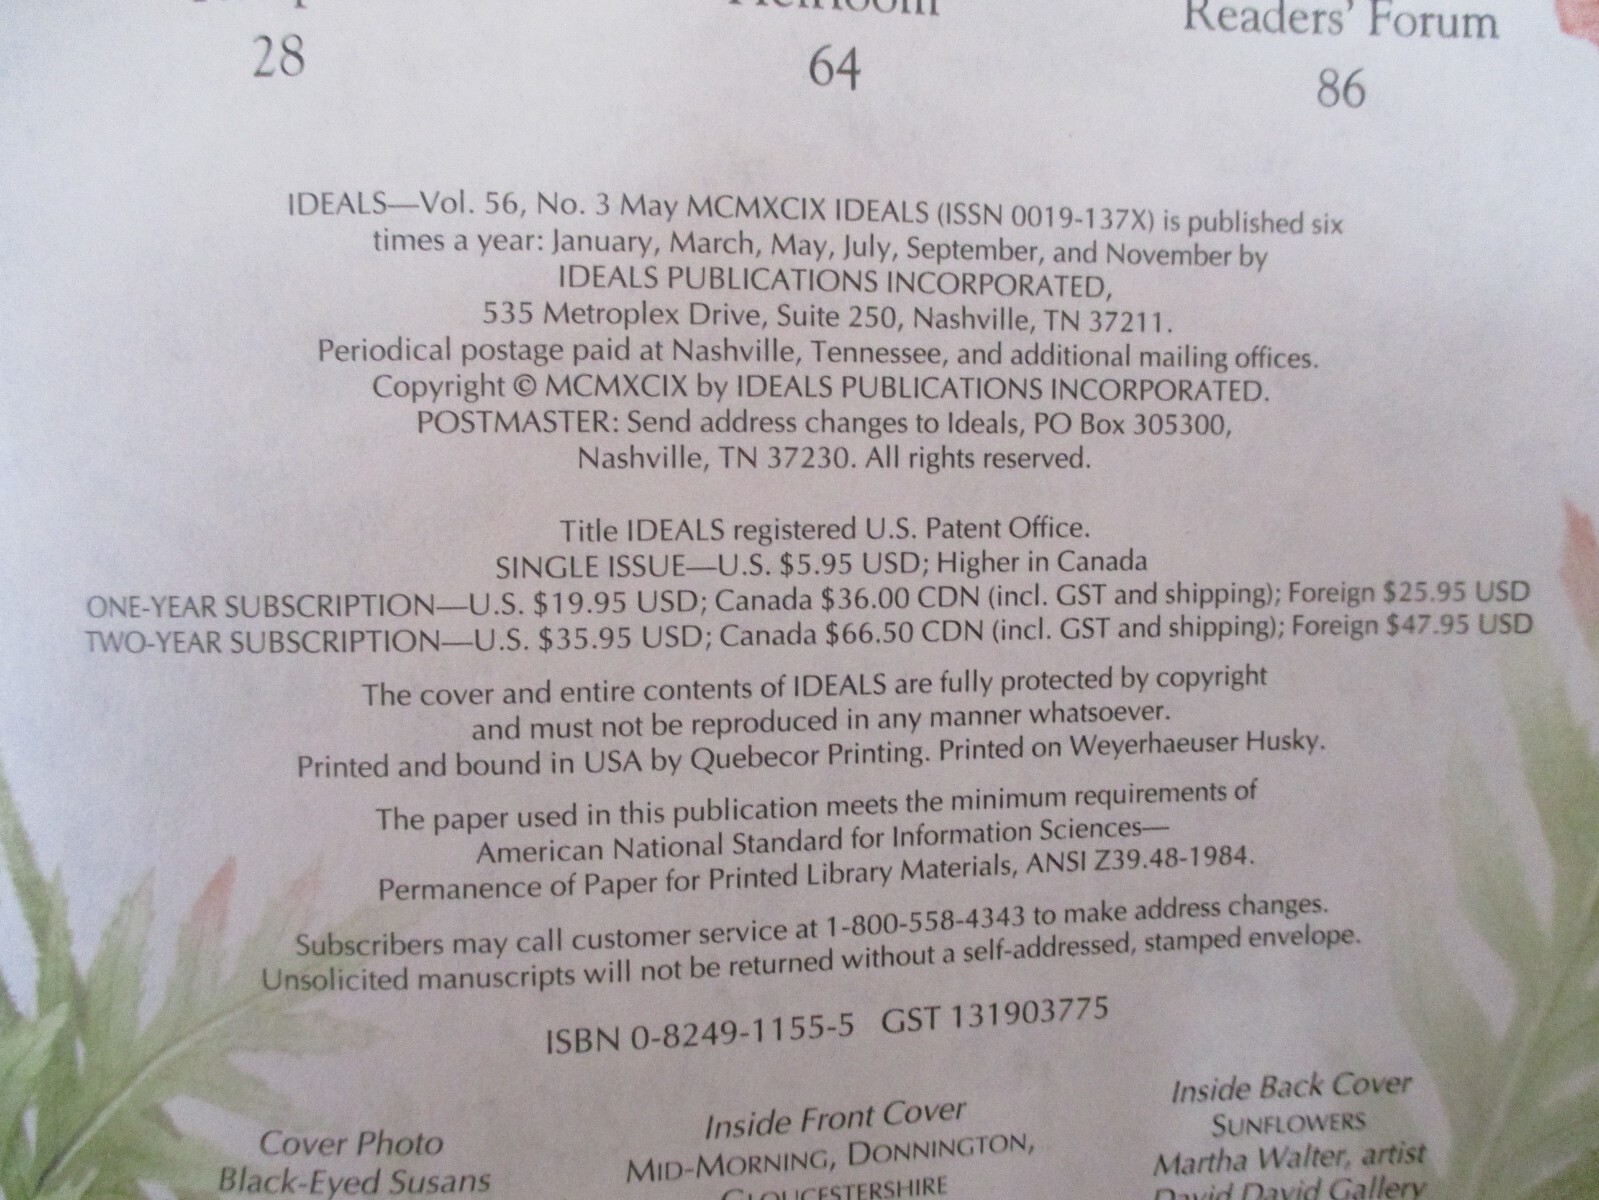 Heirloom
Readers' Forum
28
64
86
IDEALS—Vol. 56, No. 3 May MCMXCIX IDEALS (ISSN 0019-137X) is published six
times a year: January, March, May, July, September, and November by
IDEALS PUBLICATIONS INCORPORATED,
535 Metroplex Drive, Suite 250, Nashville, TN 37211.
Periodical postage paid at Nashville, Tennessee, and additional mailing offices.
Copyright © MCMXCIX by IDEALS PUBLICATIONS INCORPORATED.
POSTMASTER: Send address changes to Ideals, PO Box 305300,
Nashville, TN 37230. All rights reserved.
Title IDEALS registered U.S. Patent Office.
SINGLE ISSUE—U.S. $5.95 USD; Higher in Canada
ONE-YEAR SUBSCRIPTION—U.S. $19.95 USD; Canada $36.00 CDN (incl. GST and shipping); Foreign $25.95 USD
TWO-YEAR SUBSCRIPTION—U.S. $35.95 USD; Canada $66.50 CDN (incl. GST and shipping); Foreign $47.95 USD
The cover and entire contents of IDEALS are fully protected by copyright
and must not be reproduced in any manner whatsoever.
Printed and bound in USA by Quebecor Printing. Printed on Weyerhaeuser Husky.
The paper used in this publication meets the minimum requirements of
American National Standard for Information Sciences—
Permanence of Paper for Printed Library Materials, ANSI Z39.48-1984.
Subscribers may call customer service at 1-800-558-4343 to make address changes.
Unsolicited manuscripts will not be returned without a self-addressed, stamped envelope.
ISBN 0-8249-1155-5 GST 131903775
Cover Photo
Black-Eyed Susans
Inside Front Cover
MID-MORNING, DONNINGTON,
GLOUCESTERSHIRE
Inside Back Cover
SUNFLOWERS
Martha Walter, artist
David David Gallery